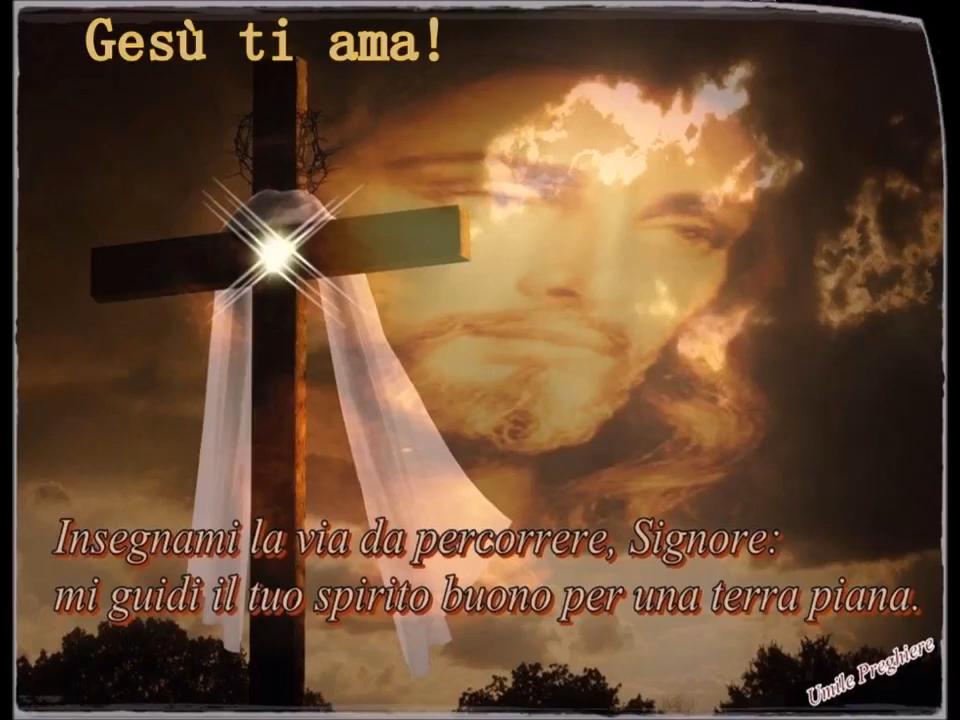 Gesù ti ama!
Insegnami la via da percorrere, Signore:
mi guidi il tuo spirito buono per una terra piana.
Umile Preghiere